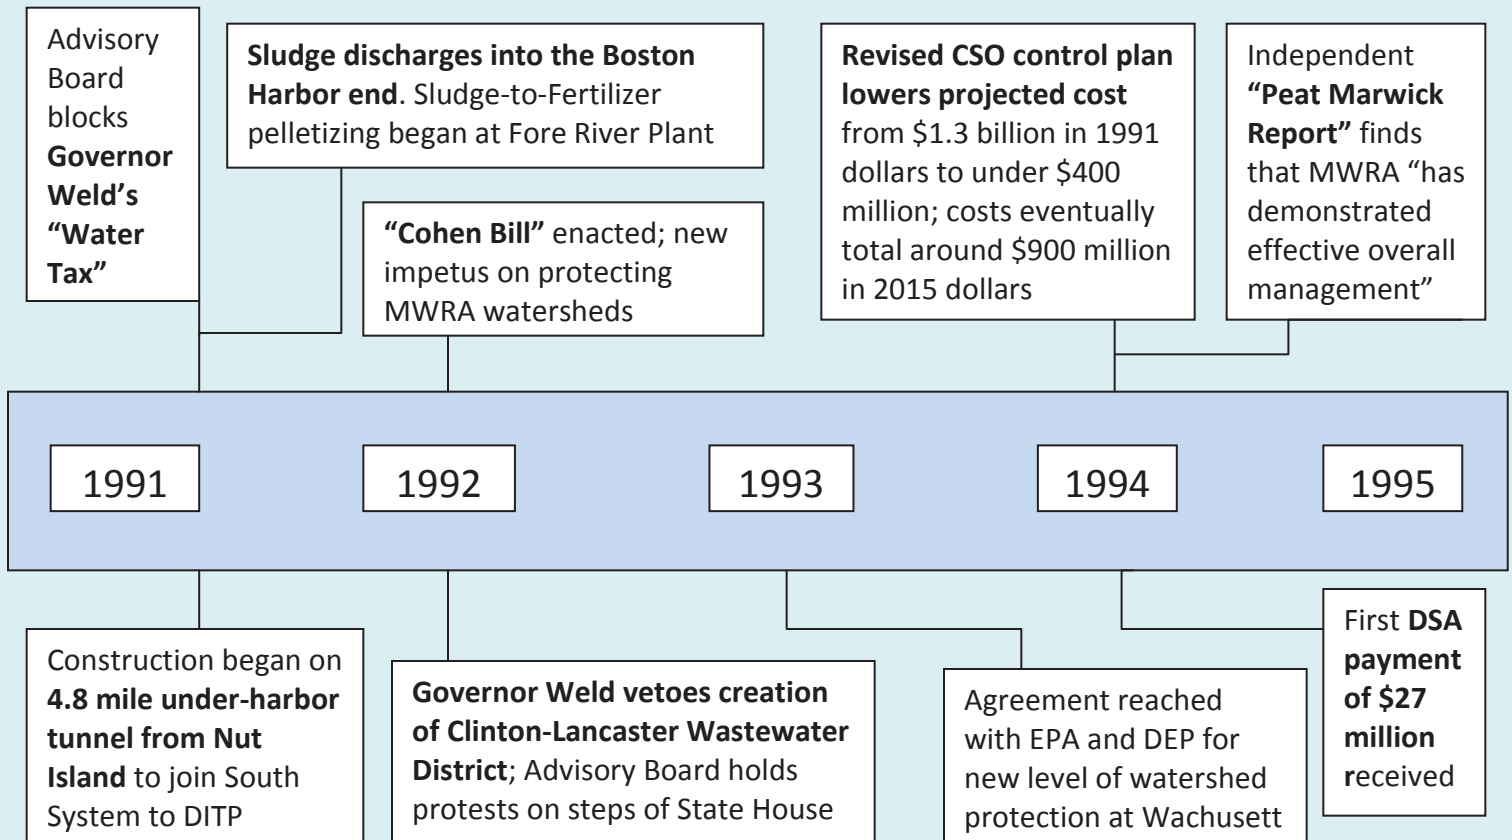 Advisory
Board
blocks
Governor
Weld's
“Water
Tax”
Sludge discharges into the Boston
Harbor end. Sludge-to-Fertilizer
pelletizing began at Fore River Plant
“Cohen Bill” enacted; new
impetus on protecting
MWRA watersheds
Revised CSO control plan
lowers projected cost
from $1.3 billion in 1991
dollars to under $400
million; costs eventually
total around $900 million
in 2015 dollars
Independent
“Peat Marwick
Report” finds
that MWRA “has
demonstrated
effective overall
management”
1991
1992
1993
1994
1995
Construction began on
4.8 mile under-harbor
tunnel from Nut
Island to join South
System to DITP
Governor Weld vetoes creation
of Clinton-Lancaster Wastewater
District; Advisory Board holds
protests on steps of State House
Agreement reached
with EPA and DEP for
new level of watershed
protection at Wachusett
First DSA
payment
of $27
million
received